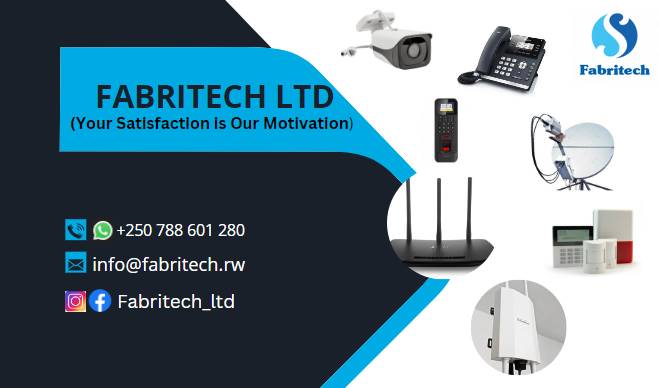 FABRITECH LTD
(Your Satisfaction is Our Motivation)
Fabritech
+250 788 601 280
info@fabritech.rw
Fabritech_ltd